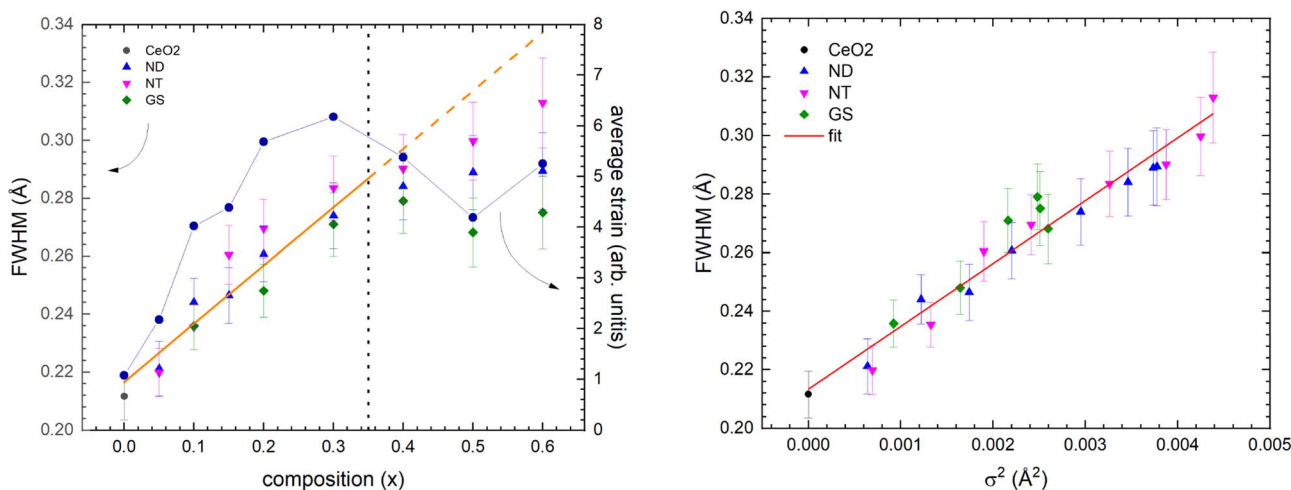 0.34
0.32
0.30
0.28
0.26
0.24
0.22
0.20
FWHM (Å)
CeO2
ND
NT
GS
8
7
6
5
4
3
2
1
0
average strain (arb. unitis)
0.0 0.1 0.2 0.3 0.4 0.5 0.6
composition (x)
0.34
0.32
0.30
0.28
0.26
0.24
0.22
0.20
FWHM (Å)
CeO2
ND
NT
GS
fit
0.000 0.001 0.002 0.003 0.004 0.005
σ² (Å²)